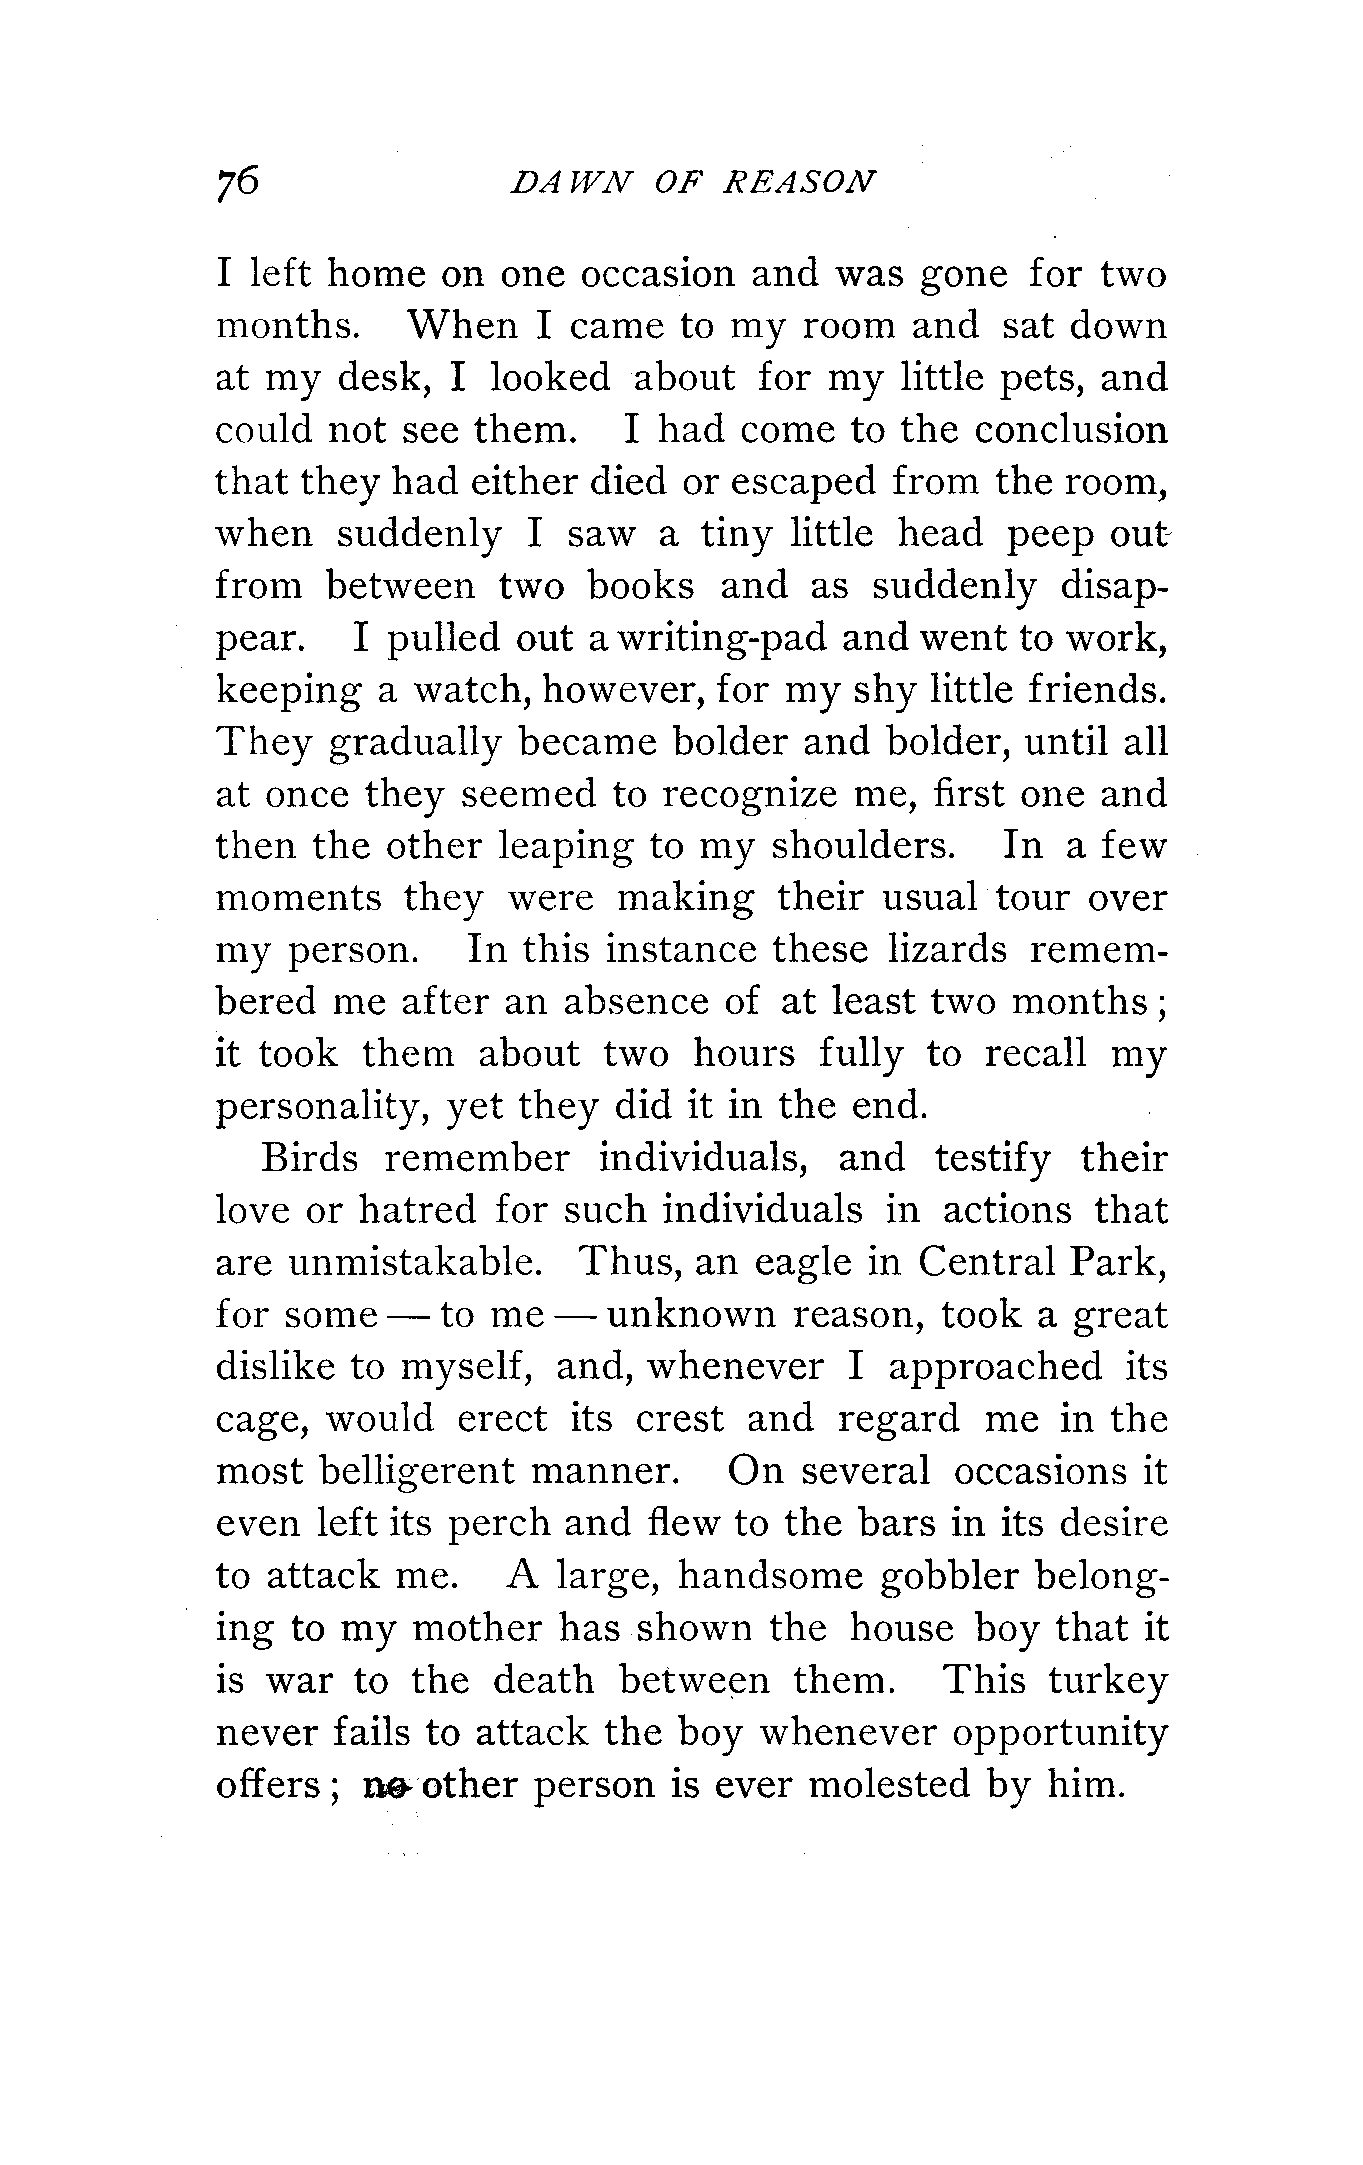 76 DAWN OF REASON
I left home on one occasion and was gone for two
months. When I came to my room and sat down
at my desk, I looked about for my little pets, and
could not see them. I had come to the conclusion
that they had either died or escaped from the room,
when suddenly I saw a tiny little head peep out
from between two books and as suddenly disap-
pear. I pulled out a writing-pad and went to work,
keeping a watch, however, for my shy little friends.
They gradually became bolder and bolder, until all
at once they seemed to recognize me, first one and
then the other leaping to my shoulders. In a few
moments they were making their usual tour over
my person. In this instance these lizards remem-
bered me after an absence of at least two months;
it took them about two hours fully to recall my
personality, yet they did it in the end.
Birds remember individuals, and testify their
love or hatred for such individuals in actions that
are unmistakable. Thus, an eagle in Central Park,
for some — to me — unknown reason, took a great
dislike to myself, and, whenever I approached its
cage, would erect its crest and regard me in the
most belligerent manner. On several occasions it
even left its perch and flew to the bars in its desire
to attack me. A large, handsome gobbler belong-
ing to my mother has shown the house boy that it
is war to the death between them. This turkey
never fails to attack the boy whenever opportunity
offers; no other person is ever molested by him.